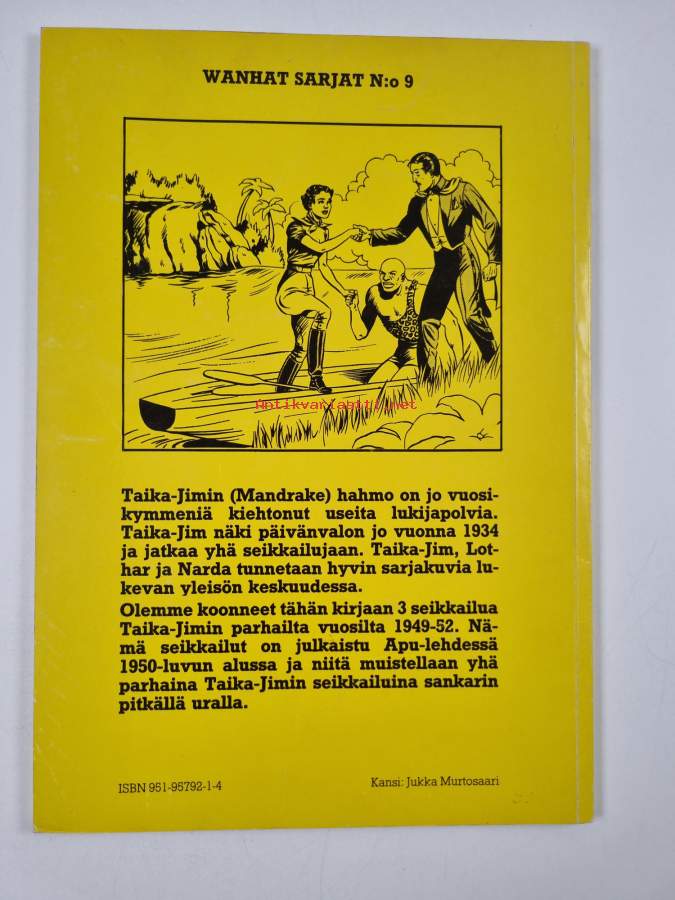 WANHAT SARJAT N:o 9
Antikvariaatti.net
Taika-Jimin (Mandrake) hahmo on jo vuosi-
kymmeniä kiehtonut useita lukijapolvia.
Taika-Jim näki päivänvalon jo vuonna 1934
ja jatkaa yhä seikkailujaan. Taika-Jim, Lot-
har ja Narda tunnetaan hyvin sarjakuvia lu-
kevan yleisön keskuudessa.
Olemme koonneet tähän kirjaan 3 seikkailua
Taika-Jimin parhailta vuosilta 1949-52. Nä-
mä seikkailut on julkaistu Apu-lehdessä
1950-luvun alussa ja niitä muistellaan yhä
parhaina Taika-Jimin seikkailuina sankarin
pitkällä uralla.
ISBN 951-95792-1-4
Kansi: Jukka Murtosaari